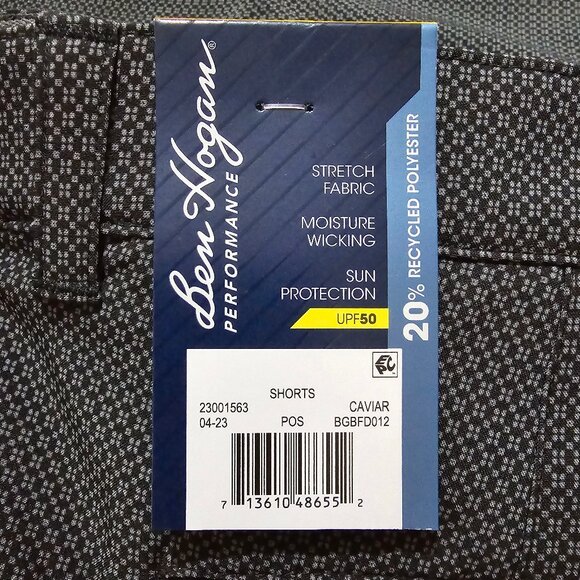 Ben Hogan®
PERFORMANCE
STRETCH
FABRIC
MOISTURE
WICKING
SUN
PROTECTION
UPF50
20% RECYCLED POLYESTER
SHORTS
23001563 CAVIAR
04-23 POS BGBFD012
7 13610 48655 2